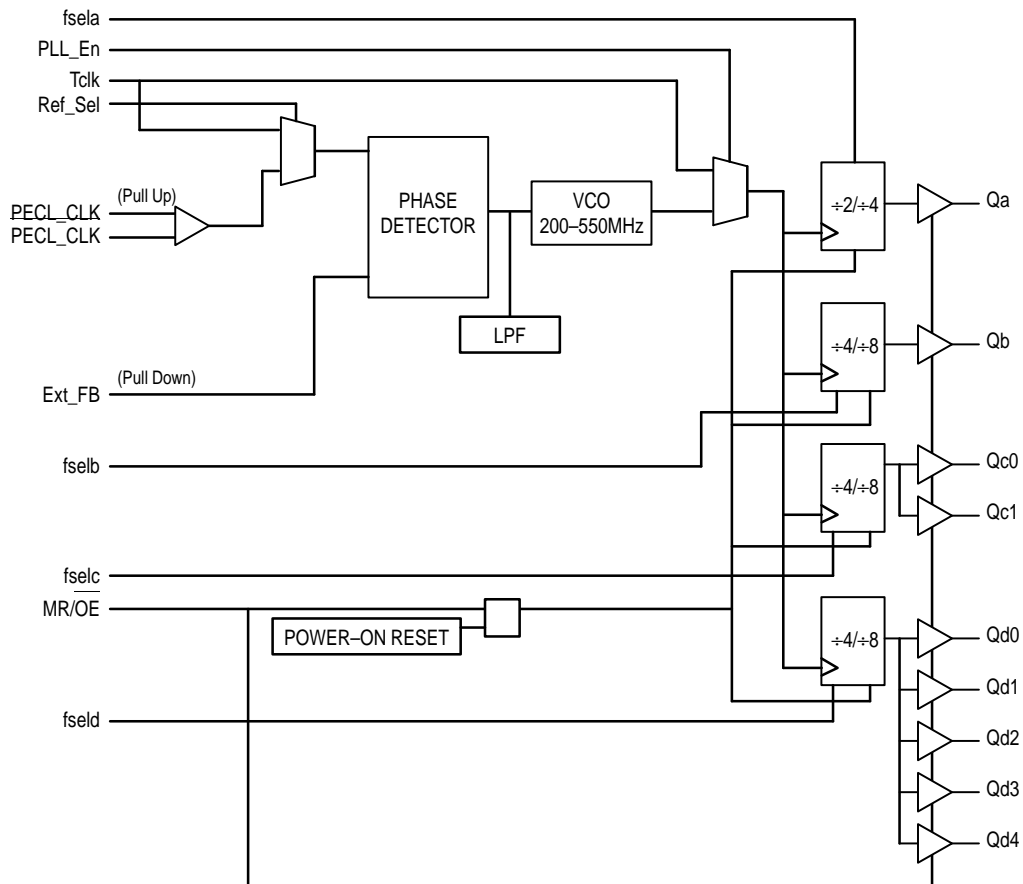 fsela
PLL_En
Tclk
Ref_Sel
(Pull Up)
PECL_CLK
PECL_CLK
PHASE
DETECTOR
VCO
200–550MHz
LPF
÷2/÷4
Qa
÷4/÷8
Qb
(Pull Down)
Ext_FB
fselb
÷4/÷8
Qc0
Qc1
fselc
MR/O̅E̅
POWER–ON RESET
÷4/÷8
Qd0
Qd1
fseld
Qd2
Qd3
Qd4